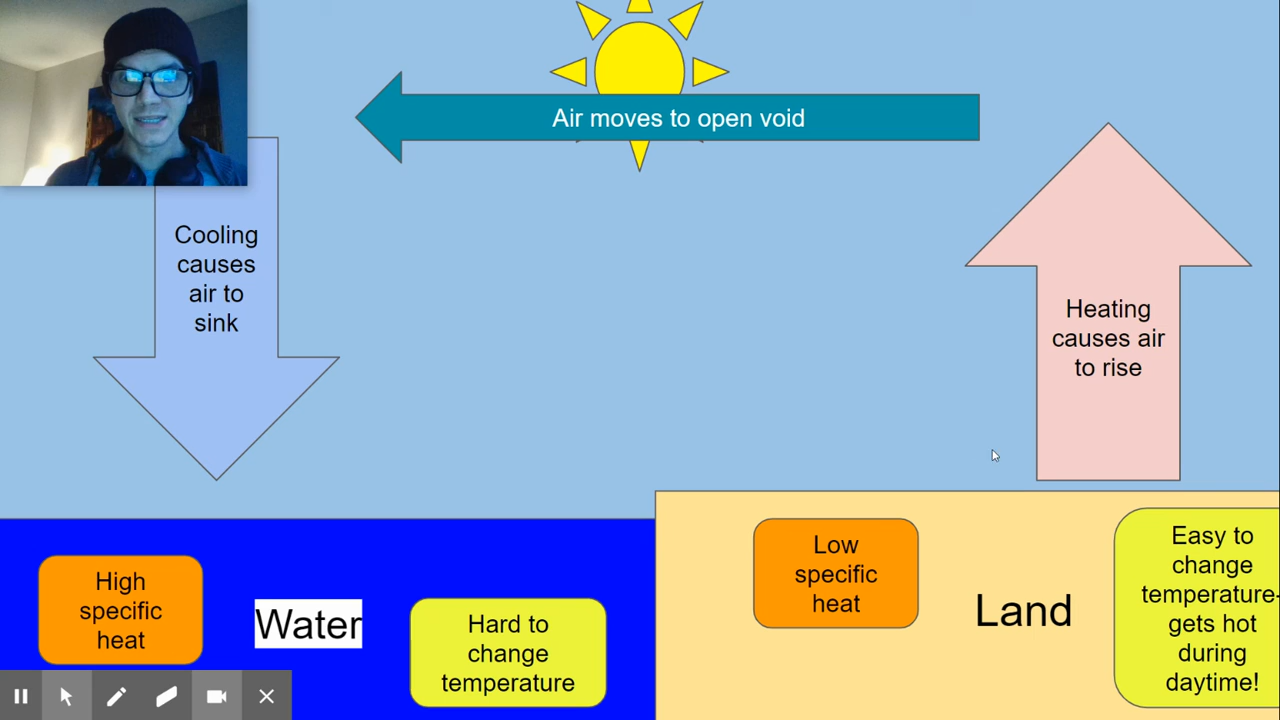 Air moves to open void
Cooling
causes
air to
sink
Heating
causes air
to rise
High
specific
heat
Water
Hard to
change
temperature
Low
specific
heat
Land
Easy to
change
temperature-
gets hot
during
daytime!